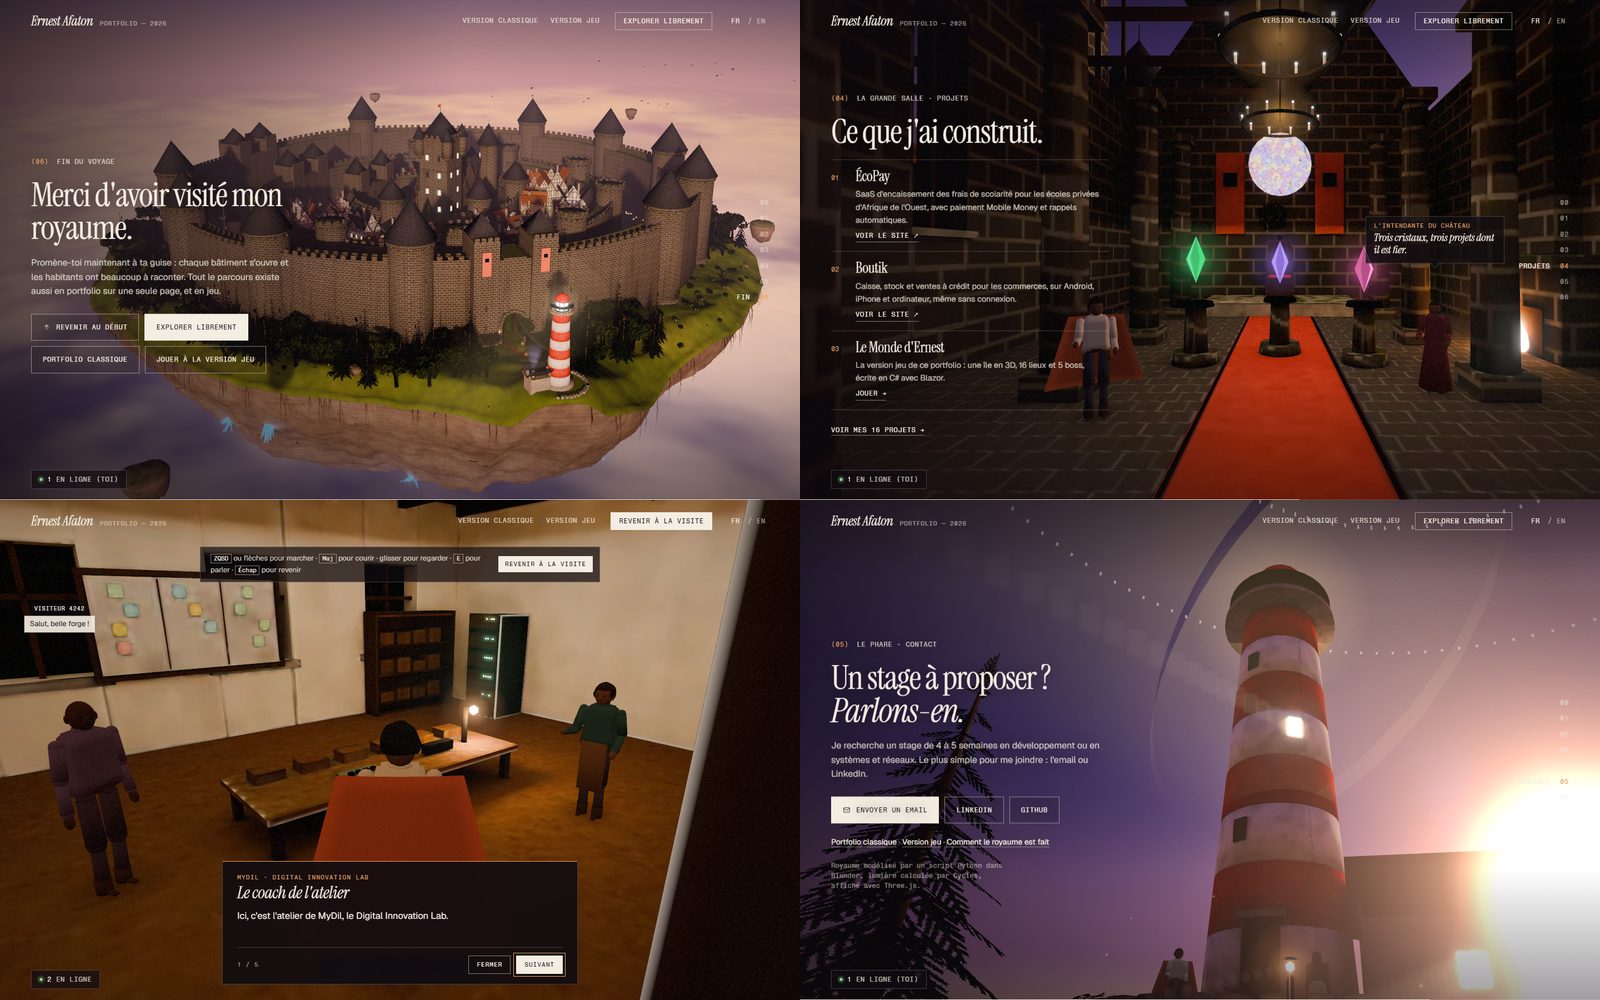 Ernest Afaton PORTFOLIO — 2026
VERSION CLASSIQUE VERSION JEU EXPLORER LIBREMENT FR / EN
(06) FIN DU VOYAGE
Merci d'avoir visité mon
royaume.
Promène-toi maintenant à ta guise : chaque bâtiment s'ouvre et
les habitants ont beaucoup à raconter. Tout le parcours existe
aussi en portfolio sur une seule page, et en jeu.
↑ REVENIR AU DÉBUT EXPLORER LIBREMENT
PORTFOLIO CLASSIQUE JOUER À LA VERSION JEU
00
01
02
03
FIN
1 EN LIGNE (TOI)
Ernest Afaton PORTFOLIO — 2026
VERSION CLASSIQUE VERSION JEU EXPLORER LIBREMENT FR / EN
(04) LA GRANDE SALLE · PROJETS
Ce que j'ai construit.
01 ÉcoPay
SaaS d'encaissement des frais de scolarité pour les écoles privées
d'Afrique de l'Ouest, avec paiement Mobile Money et rappels
automatiques.
VOIR LE SITE ↗
02 Boutik
Caisse, stock et ventes à crédit pour les commerces, sur Android,
iPhone et ordinateur, même sans connexion.
VOIR LE SITE ↗
03 Le Monde d'Ernest
La version jeu de ce portfolio : une île en 3D, 16 lieux et 5 boss,
écrite en C# avec Blazor.
JOUER →
VOIR MES 16 PROJETS →
L'INTENDANTE DU CHÂTEAU
Trois cristaux, trois projets dont
il est fier.
00
01
02
03
PROJETS 04
05
06
1 EN LIGNE (TOI)
Ernest Afaton PORTFOLIO — 2026
VERSION CLASSIQUE VERSION JEU REVENIR À LA VISITE FR / EN
ZQSD ou flèches pour marcher · Maj pour courir · glisser pour regarder · E pour
parler · Échap pour revenir
REVENIR À LA VISITE
VISITEUR 4242
Salut, belle forge !
MYDIL · DIGITAL INNOVATION LAB
Le coach de l'atelier
Ici, c'est l'atelier de MyDil, le Digital Innovation Lab.
1 / 5 FERMER SUIVANT
2 EN LIGNE
Ernest Afaton PORTFOLIO — 2026
VERSION CLASSIQUE VERSION JEU EXPLORER LIBREMENT FR / EN
(05) LE PHARE · CONTACT
Un stage à proposer ?
Parlons-en.
Je recherche un stage de 4 à 5 semaines en développement ou en
systèmes et réseaux. Le plus simple pour me joindre : l'email ou
LinkedIn.
ENVOYER UN EMAIL LINKEDIN GITHUB
Portfolio classique · Version jeu · Comment le royaume est fait
Royaume modélisé par un script Python dans
Blender, lumière calculée par Cycles,
affiché avec Three.js.
00
01
02
03
CONTACT 05
1 EN LIGNE (TOI)